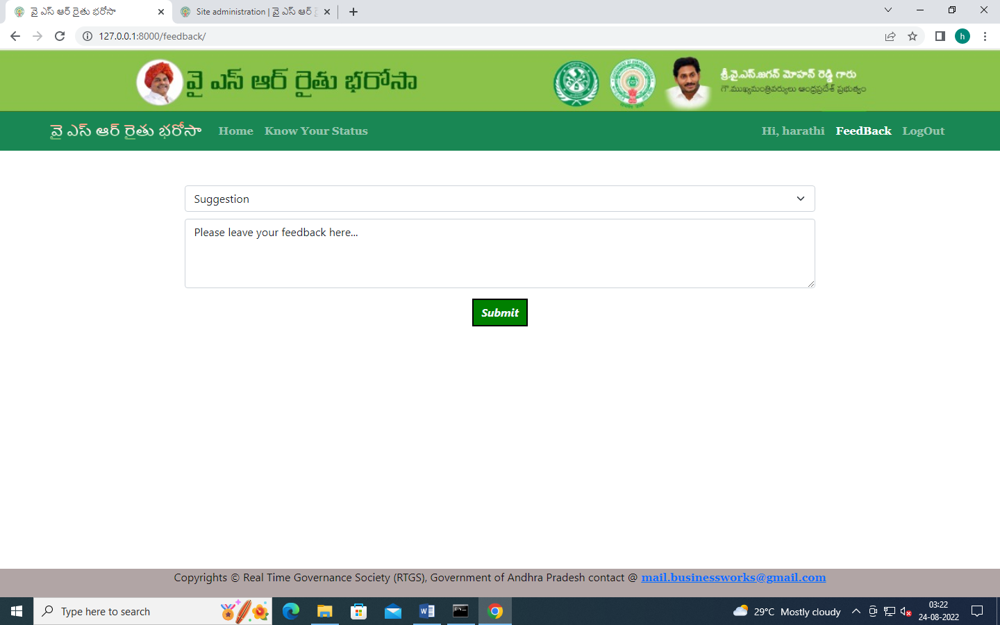 వై ఎస్ ఆర్ రైతు భరోసా
Site administration | వై ఎస్ ఆర్
127.0.0.1:8000/feedback/
h
వై ఎస్ ఆర్ రైతు భరోసా
శ్రీ.వై.ఎస్.జగన్ మోహన్ రెడ్డి గారు
గౌ.ముఖ్యమంత్రివర్యులు ఆంధ్రప్రదేశ్ ప్రభుత్వం
వై ఎస్ ఆర్ రైతు భరోసా Home Know Your Status Hi, harathi FeedBack LogOut
Suggestion
Please leave your feedback here...
Submit
Copyrights © Real Time Governance Society (RTGS), Government of Andhra Pradesh contact @ mail.businessworks@gmail.com
Type here to search
29°C Mostly cloudy
03:22
24-08-2022